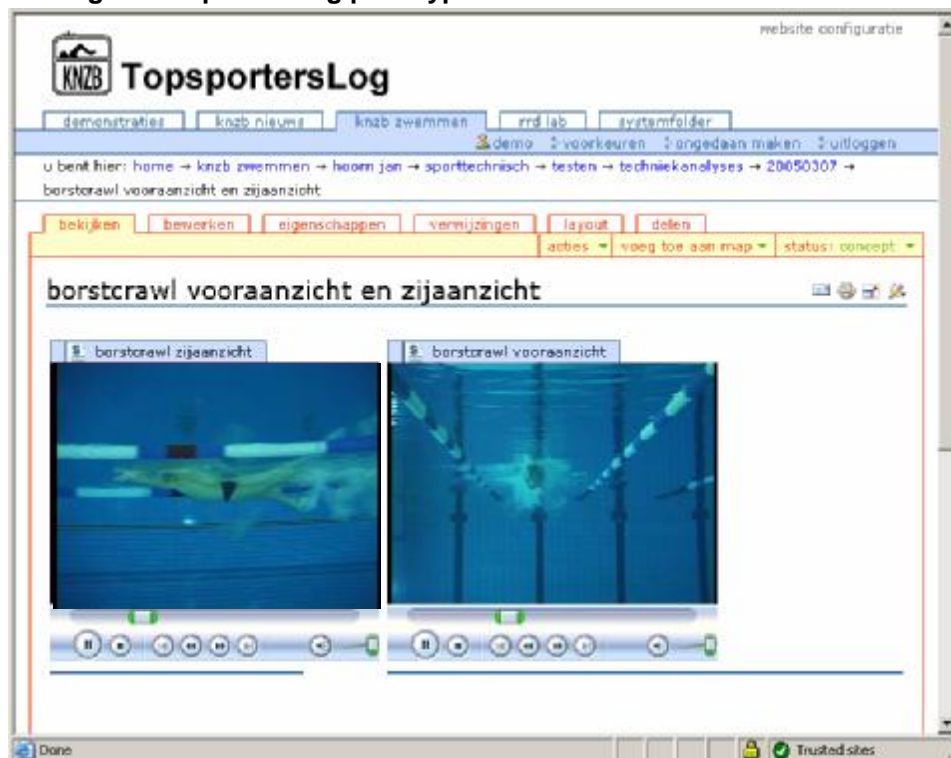 website configuratie
KNZB TopsportersLog
demonstraties knzb nieuws knzb zwemmen rrd lab systemfolder
demo voorkeuren ongedaan maken uitloggen
u bent hier: home → knzb zwemmen → hoorn jan → sporttechnisch → testen → techniekanalyses → 20050307 →
borstcrawl vooraanzicht en zijaanzicht
bekijken bewerken eigenschappen verwijzingen layout delen
acties voeg toe aan map status: concept
borstcrawl vooraanzicht en zijaanzicht
borstcrawl zijaanzicht borstcrawl vooraanzicht
Done Trusted sites